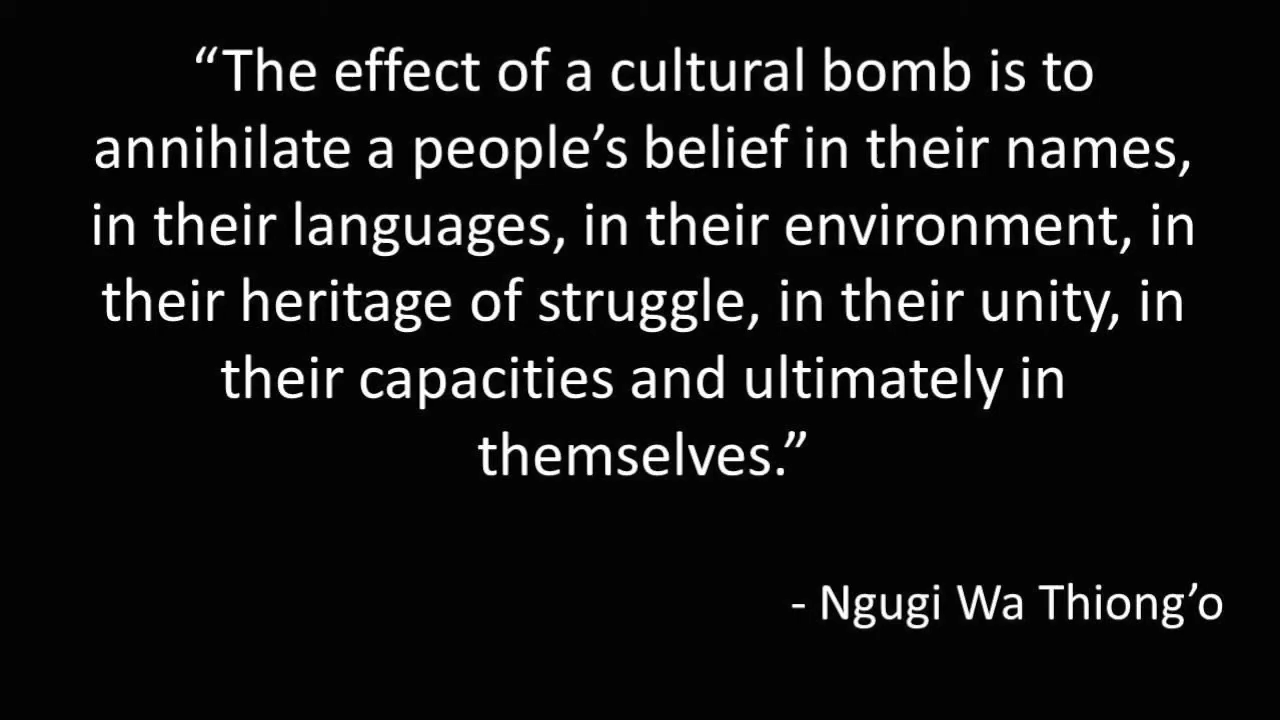 “The effect of a cultural bomb is to
annihilate a people’s belief in their names,
in their languages, in their environment, in
their heritage of struggle, in their unity, in
their capacities and ultimately in
themselves.”
- Ngugi Wa Thiong’o